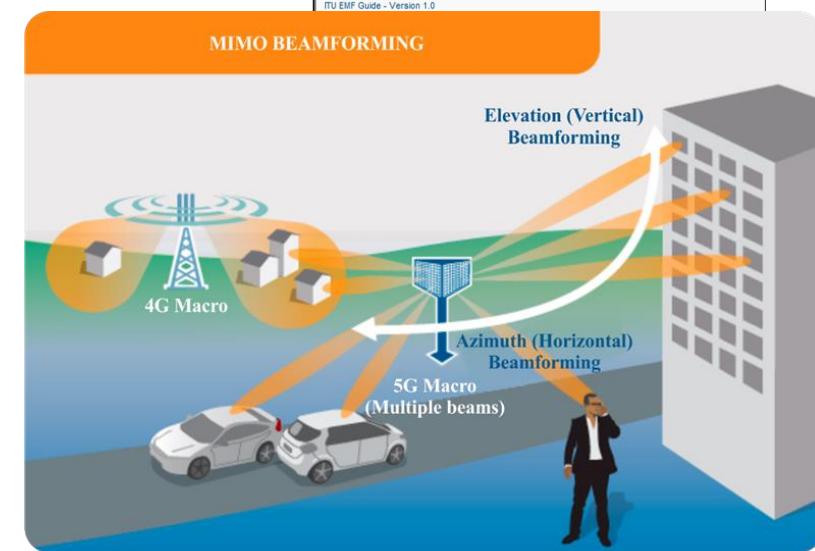 ITU EMF Guide - Version 1.0
MIMO BEAMFORMING
Elevation (Vertical)
Beamforming
4G Macro
Azimuth (Horizontal)
Beamforming
5G Macro
(Multiple beams)